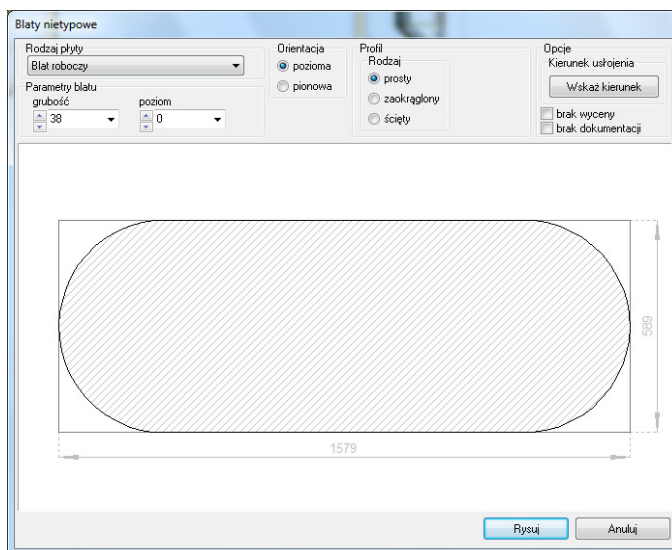 Blaty nietypowe
Rodzaj płyty
Blat roboczy
Parametry blatu
grubość
38
poziom
0
Orientacja
pozioma
pionowa
Profil
Rodzaj
prosty
zaokrąglony
ścięty
Opcje
Kierunek usłojenia
Wskaż kierunek
brak wyceny
brak dokumentacji
589
1579
Rysuj
Anuluj